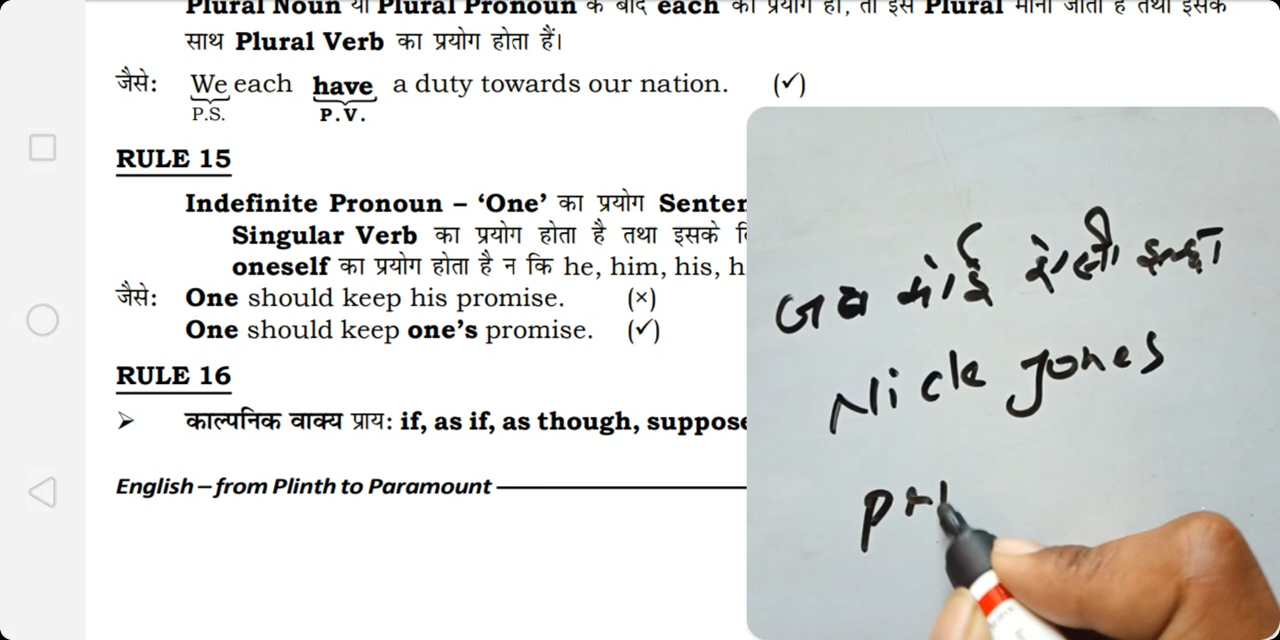 Plural Noun या Plural Pronoun के बाद each का प्रयोग हो, तो इसे Plural माना जाता है तथा इसके
साथ Plural Verb का प्रयोग होता हैं।
जैसे: We each have a duty towards our nation. (✓)
P.S. P.V.
RULE 15
Indefinite Pronoun – ‘One’ का प्रयोग Senten
Singular Verb का प्रयोग होता है तथा इसके
oneself का प्रयोग होता है न कि he, him, his, h
जैसे: One should keep his promise. (×)
One should keep one’s promise. (✓)
RULE 16
➢ काल्पनिक वाक्य प्राय: if, as if, as though, suppose
English – from Plinth to Paramount
जब कोई ऐसी इच्छा
Nick Jones
Pri